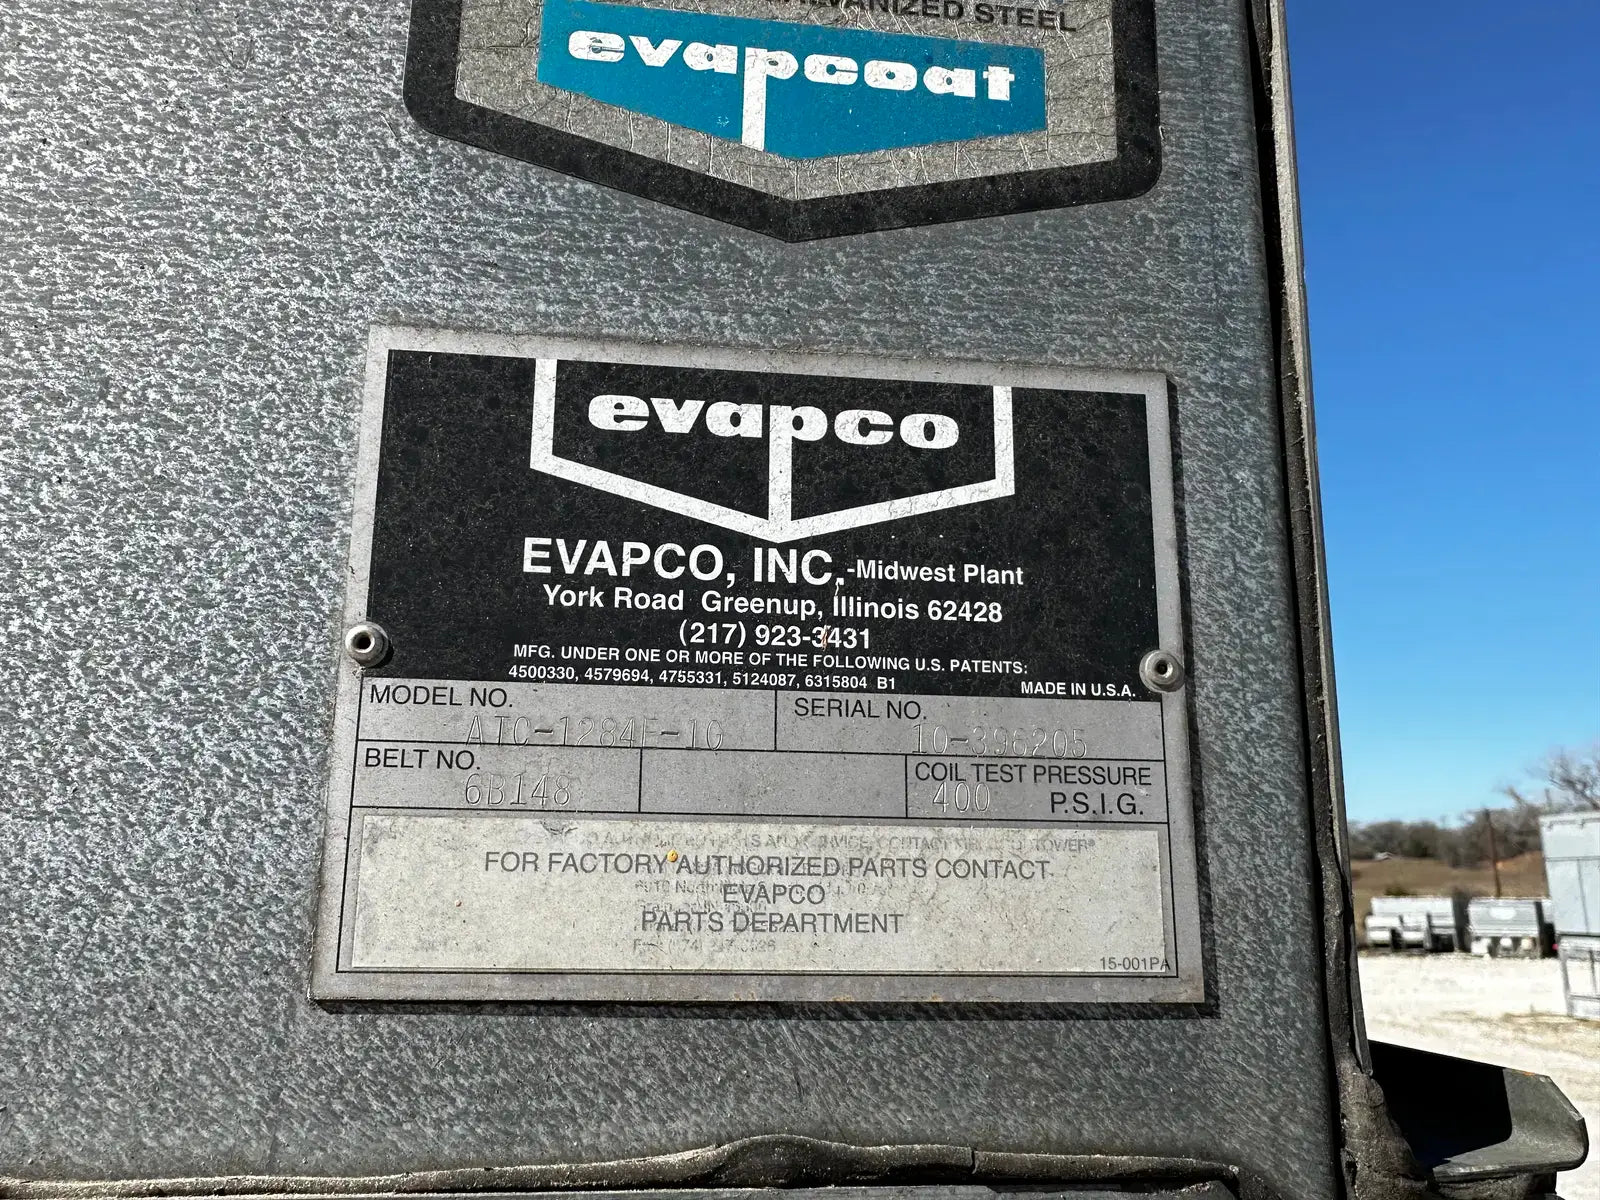 GALVANIZED STEEL
evapcoat
evapco
EVAPCO, INC.-Midwest Plant
York Road Greenup, Illinois 62428
(217) 923-3431
MFG. UNDER ONE OR MORE OF THE FOLLOWING U.S. PATENTS:
4500330, 4579694, 4755331, 5124087, 6315804 B1
MADE IN U.S.A.
MODEL NO. SERIAL NO.
ATC-1284F-1G 10-396205
BELT NO. COIL TEST PRESSURE
6B148 400 P.S.I.G.
FOR FACTORY AUTHORIZED PARTS CONTACT
EVAPCO
PARTS DEPARTMENT
15-001PA